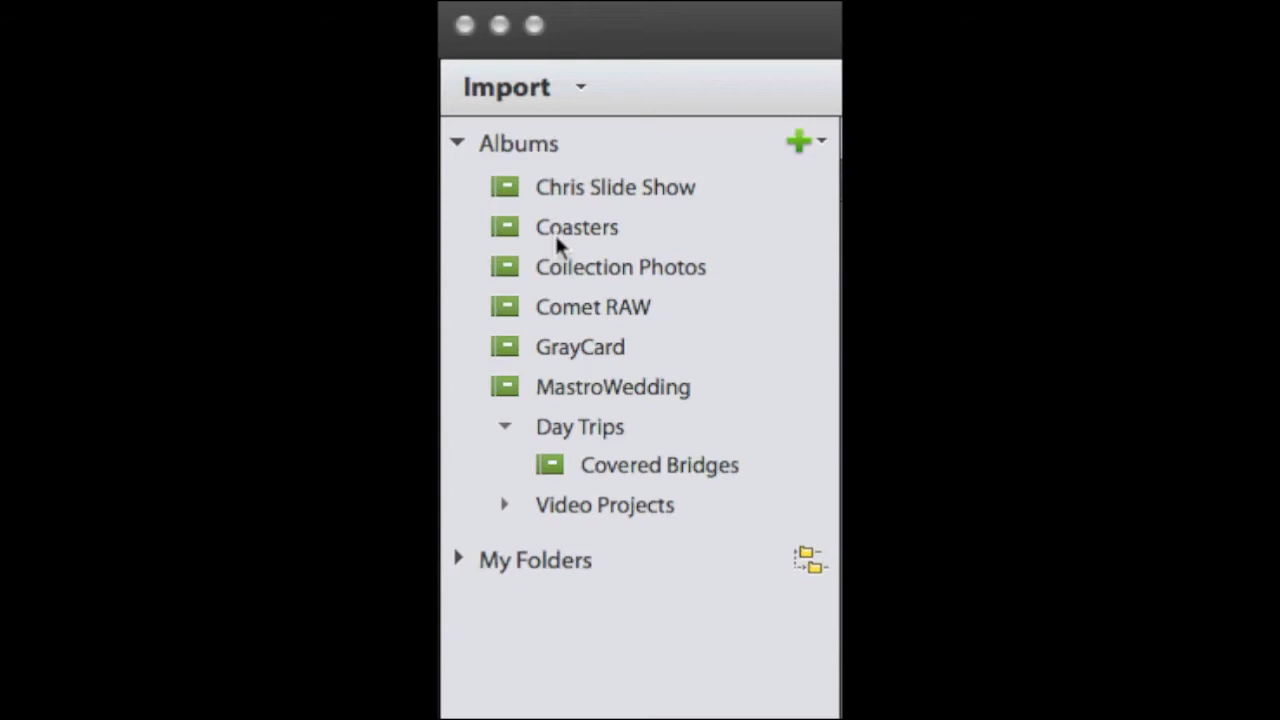 Import
Albums
Chris Slide Show
Coasters
Collection Photos
Comet RAW
GrayCard
MastroWedding
Day Trips
Covered Bridges
Video Projects
My Folders